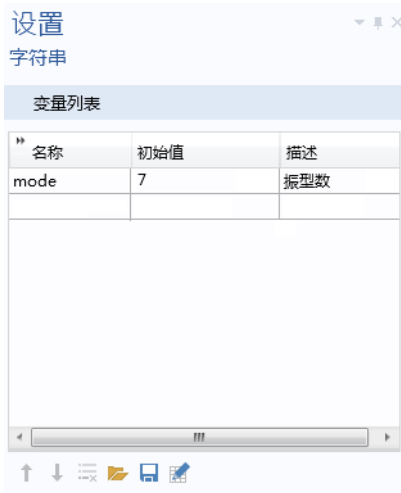 设置
字符串
变量列表
名称 初始值 描述
mode 7 振型数